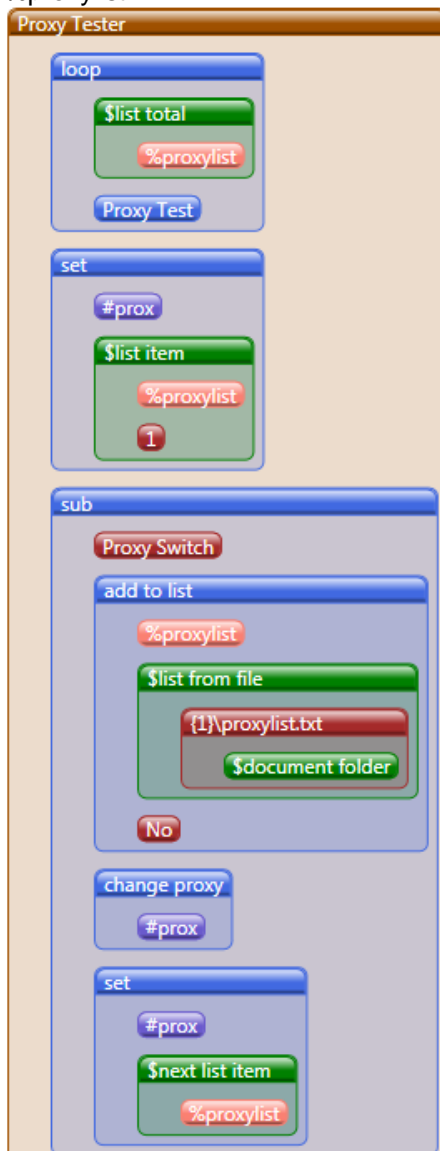 Proxy Tester
loop
$list total
%proxylist
Proxy Test
set
#prox
$list item
%proxylist
1
sub
Proxy Switch
add to list
%proxylist
$list from file
{1}\proxylist.txt
$document folder
No
change proxy
#prox
set
#prox
$next list item
%proxylist